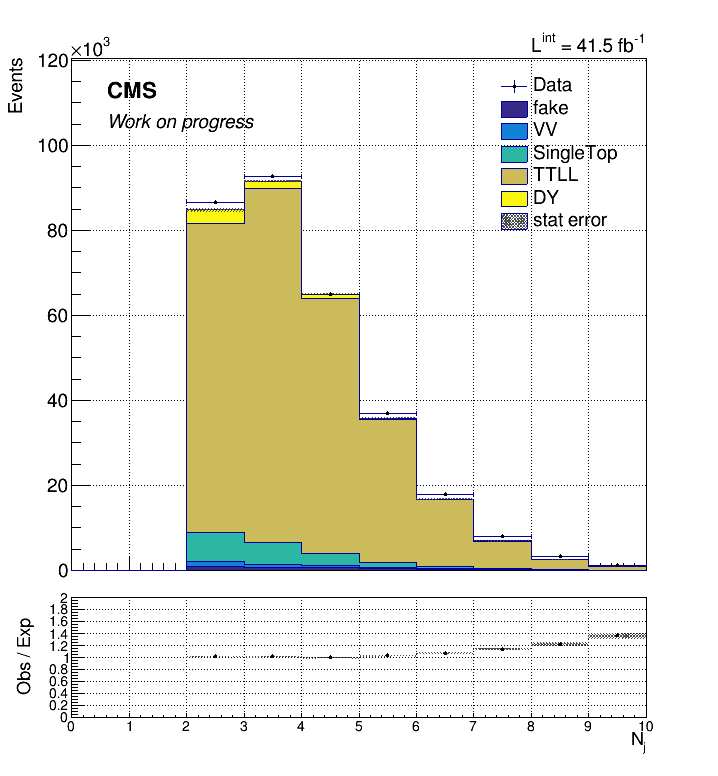 ×10³
L^int = 41.5 fb⁻¹
Events
CMS
Work on progress
Data
fake
VV
SingleTop
TTLL
DY
stat error
120
100
80
60
40
20
0
Obs / Exp
2
1.8
1.6
1.4
1.2
1
0.8
0.6
0.4
0.2
0
0 1 2 3 4 5 6 7 8 9 10
N_j